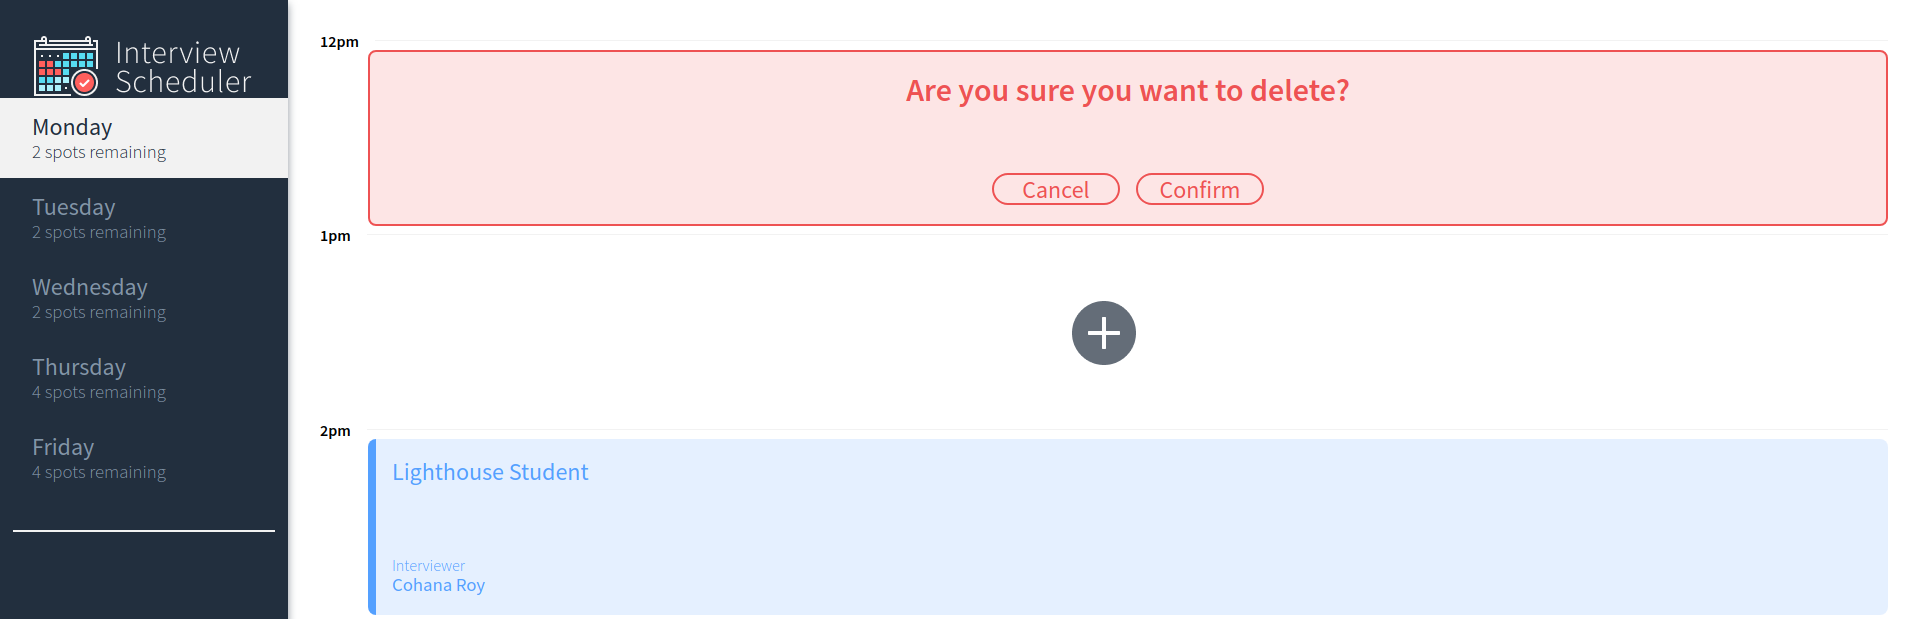 Interview
Scheduler
Monday
2 spots remaining
Tuesday
2 spots remaining
Wednesday
2 spots remaining
Thursday
4 spots remaining
Friday
4 spots remaining
12pm
Are you sure you want to delete?
Cancel Confirm
1pm
2pm
Lighthouse Student
Interviewer
Cohana Roy